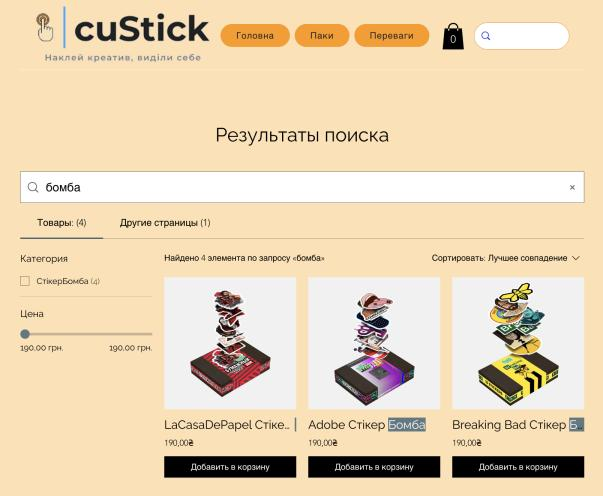 cuStick
Наклей креатив, виділи себе
Головна
Паки
Переваги
0
Результаты поиска
бомба
×
Товары: (4)
Другие страницы (1)
Категория
СтікерБомба (4)
Цена
190,00 грн. 190,00 грн.
Найдено 4 элемента по запросу «бомба»
Сортировать: Лучшее совпадение
LaCasaDePapel Стіке...
190,00₴
Добавить в корзину
Adobe Стікер Бомба
190,00₴
Добавить в корзину
Breaking Bad Стікер Б...
190,00₴
Добавить в корзину